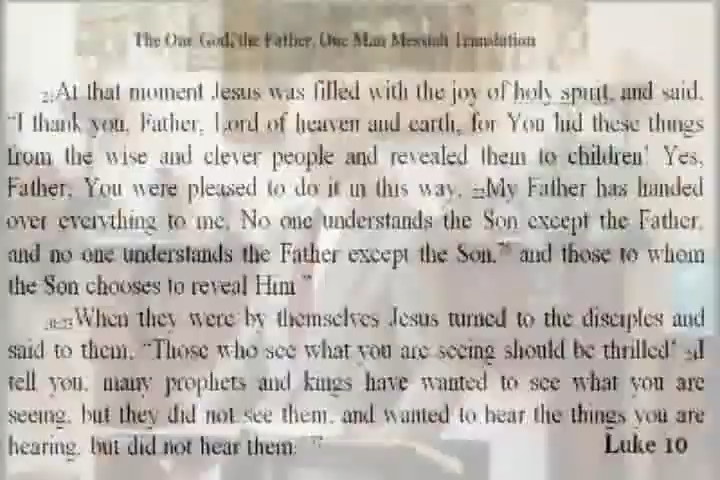 The One God, the Father, One Man Messiah Translation
21At that moment Jesus was filled with the joy of holy spirit, and said,
"I thank you, Father, Lord of heaven and earth, for You hid these things
from the wise and clever people and revealed them to children! Yes,
Father, You were pleased to do it in this way. 22My Father has handed
over everything to me. No one understands the Son except the Father,
and no one understands the Father except the Son, and those to whom
the Son chooses to reveal Him."
When they were by themselves Jesus turned to the disciples and
said to them, "Those who see what you are seeing should be thrilled! I
tell you, many prophets and kings have wanted to see what you are
seeing, but they did not see them, and wanted to hear the things you are
hearing, but did not hear them."
Luke 10